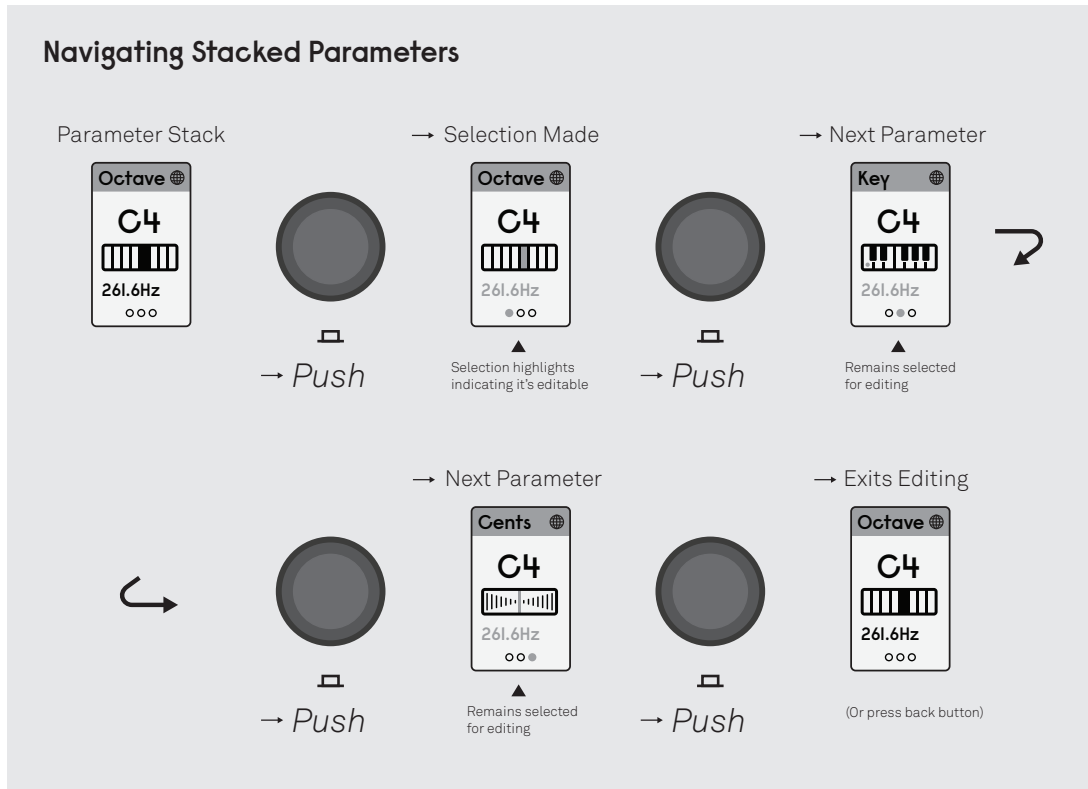 Navigating Stacked Parameters
Parameter Stack
→ Selection Made
→ Next Parameter
Octave
C4
261.6Hz
Octave
C4
261.6Hz
Key
C4
261.6Hz
→ Push
Selection highlights
indicating it's editable
→ Push
Remains selected
for editing
→ Next Parameter
→ Exits Editing
Cents
C4
261.6Hz
Octave
C4
261.6Hz
→ Push
Remains selected
for editing
→ Push
(Or press back button)